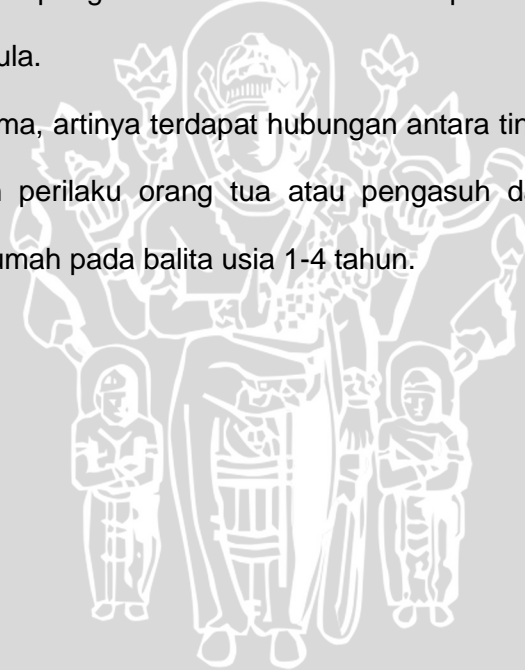 ula.
ma, artinya terdapat hubungan antara tin
perilaku orang tua atau pengasuh da
umah pada balita usia 1-4 tahun.